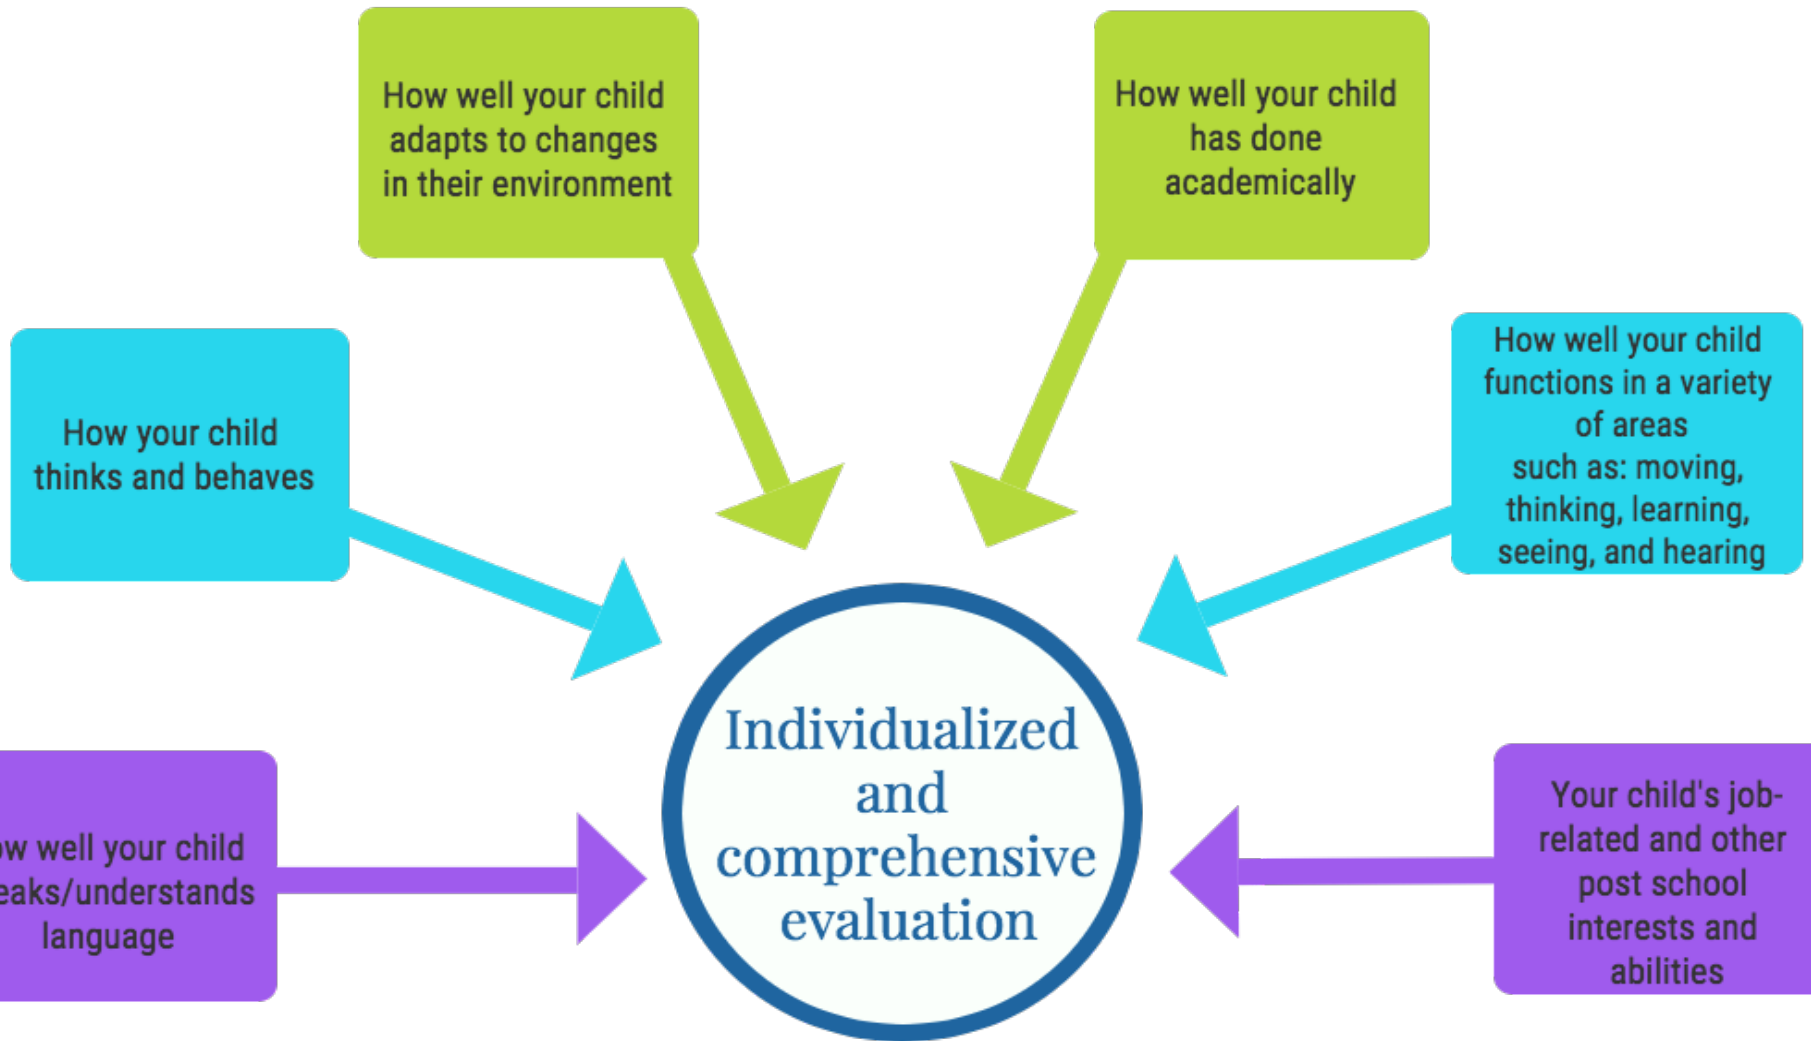 How well your child
adapts to changes
in their environment
How well your child
has done
academically
How your child
thinks and behaves
How well your child
functions in a variety
of areas
such as: moving,
thinking, learning,
seeing, and hearing
well your child
language
Individualized
and
comprehensive
evaluation
Your child's job-
related and other
post school
interests and
abilities